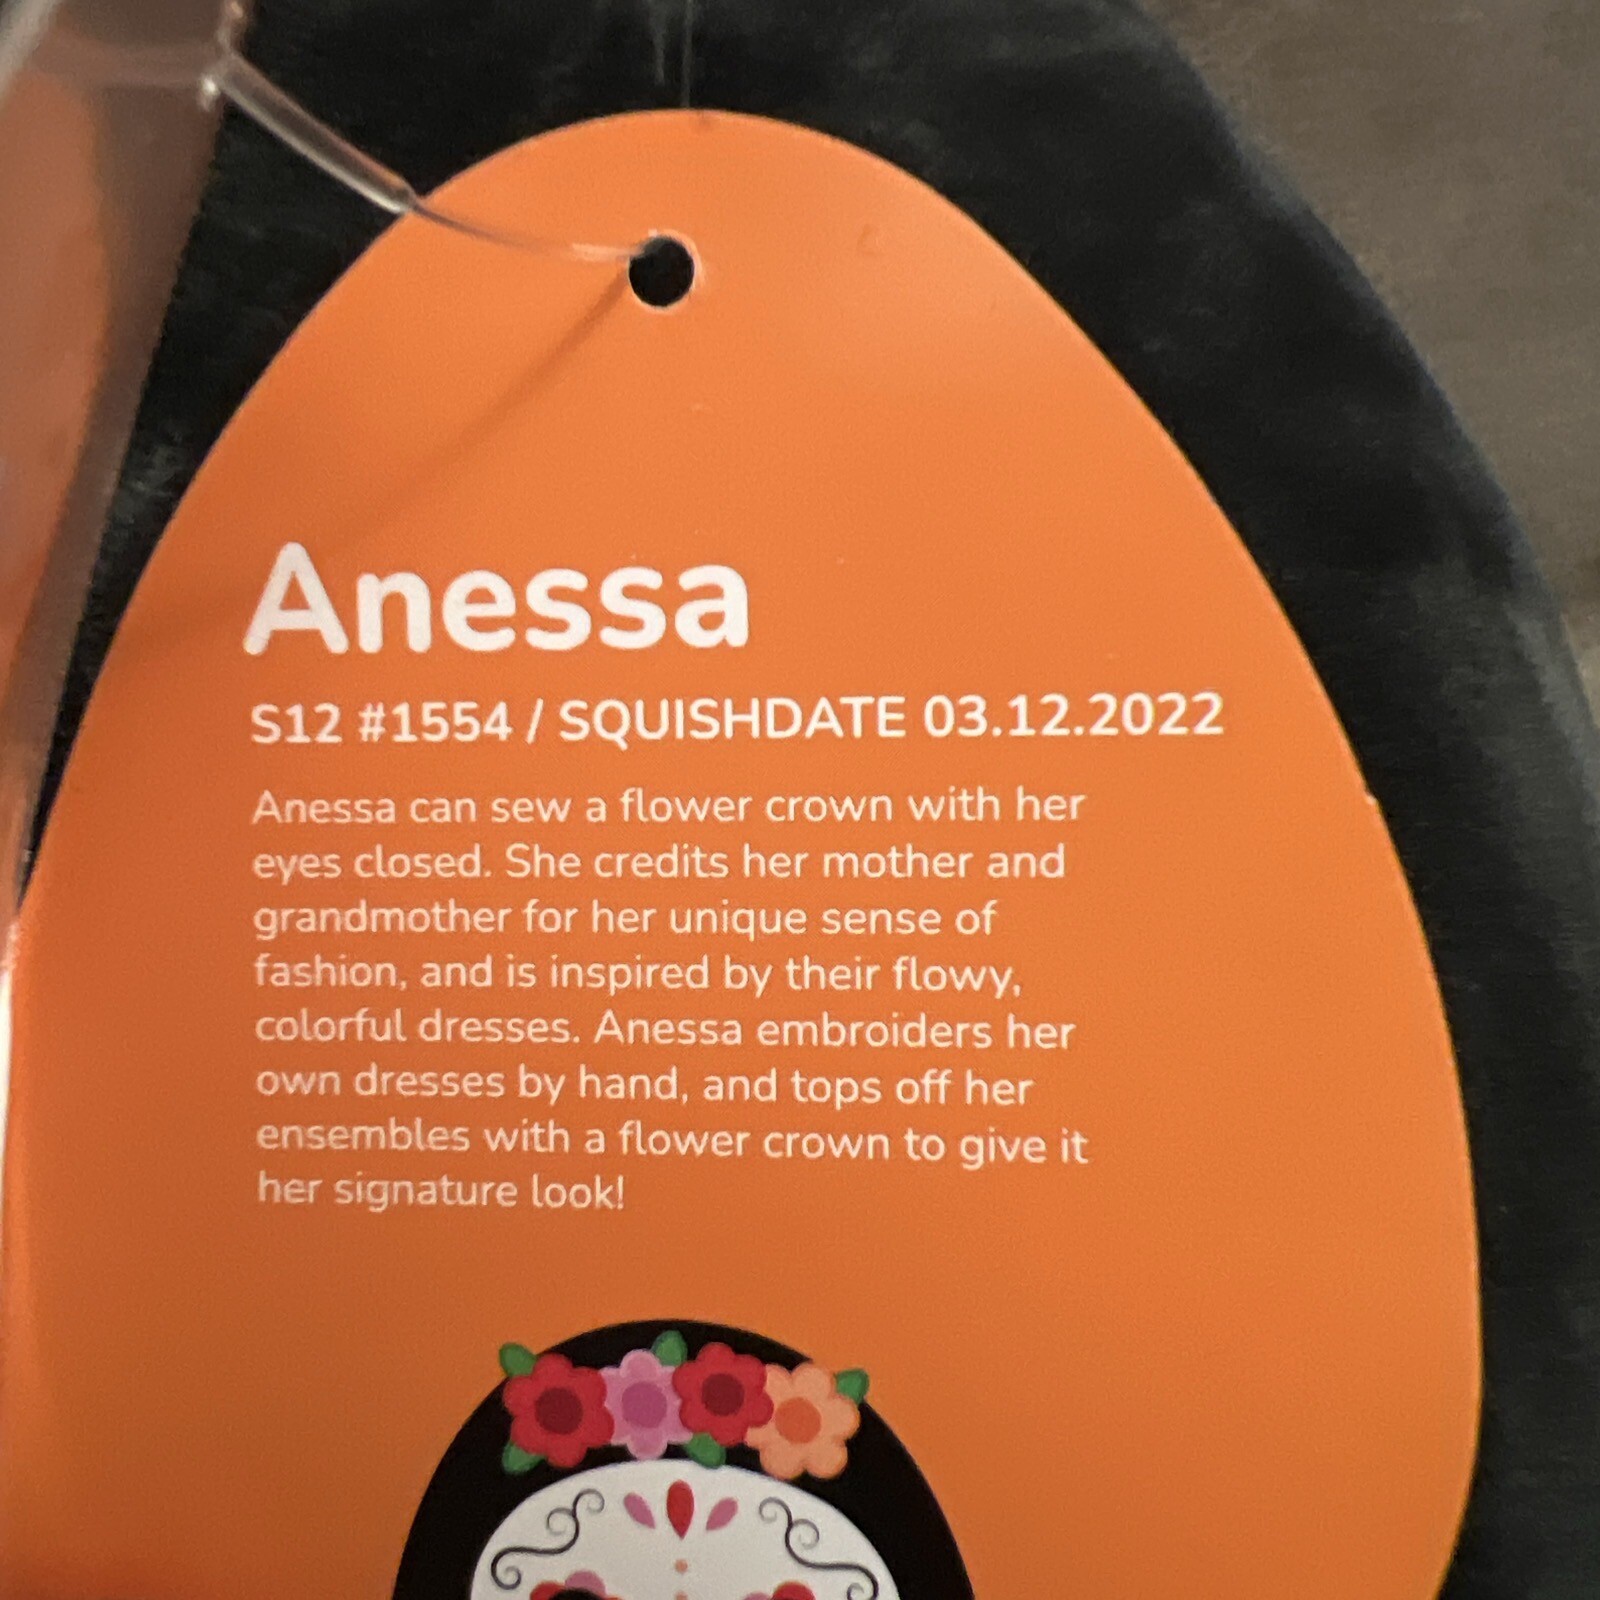 Anessa
S12 #1554 / SQUISHDATE 03.12.2022
Anessa can sew a flower crown with her
eyes closed. She credits her mother and
grandmother for her unique sense of
fashion, and is inspired by their flowy,
colorful dresses. Anessa embroiders her
own dresses by hand, and tops off her
ensembles with a flower crown to give it
her signature look!